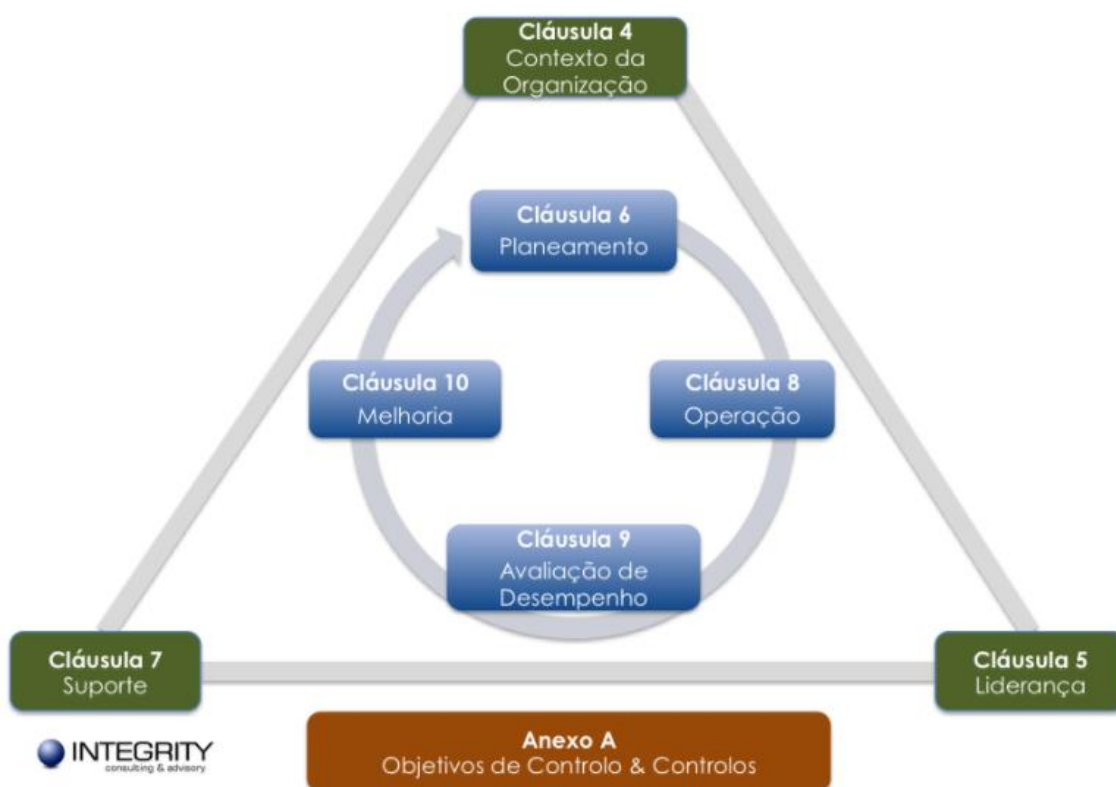 Cláusula 4
Contexto da
Organização
Cláusula 6
Planeamento
Cláusula 10
Melhoria
Cláusula 8
Operação
Cláusula 9
Avaliação de
Desempenho
Cláusula 7
Suporte
Cláusula 5
Liderança
INTEGRITY
consulting & advisory
Anexo A
Objetivos de Controlo & Controlos